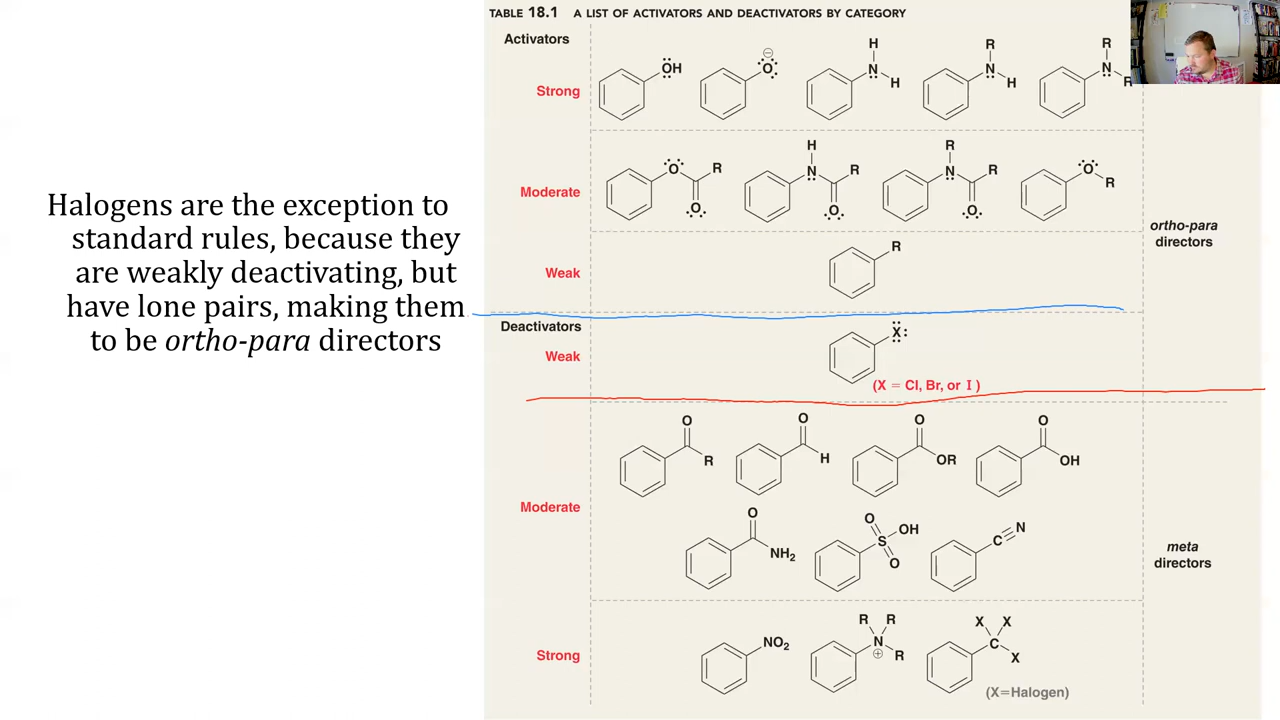 Halogens are the exception to
standard rules, because they
are weakly deactivating, but
have lone pairs, making them
to be ortho-para directors
TABLE 18.1 A LIST OF ACTIVATORS AND DEACTIVATORS BY CATEGORY
Activators
Strong
OH
O ⊖
H
N
H
R
N
H
R
N
R
Moderate
O
R
O
H
N
R
O
R
N
R
O
O
R
Weak
R
ortho-para
directors
Deactivators
Weak
X
(X = Cl, Br, or I)
Moderate
O
R
O
H
O
OR
O
OH
O
NH₂
O
S
OH
O
C
N
meta
directors
Strong
NO₂
R R
N
⊕
R
X X
C
X
(X=Halogen)